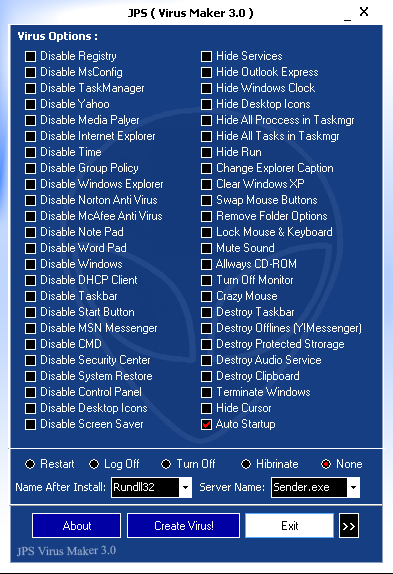 JPS ( Virus Maker 3.0 )
_ X
Virus Options :
Disable Registry
Disable MsConfig
Disable TaskManager
Disable Yahoo
Disable Media Palyer
Disable Internet Explorer
Disable Time
Disable Group Policy
Disable Windows Explorer
Disable Norton Anti Virus
Disable McAfee Anti Virus
Disable Note Pad
Disable Word Pad
Disable Windows
Disable DHCP Client
Disable Taskbar
Disable Start Button
Disable MSN Messenger
Disable CMD
Disable Security Center
Disable System Restore
Disable Control Panel
Disable Desktop Icons
Disable Screen Saver
Hide Services
Hide Outlook Express
Hide Windows Clock
Hide Desktop Icons
Hide All Proccess in Taskmgr
Hide All Tasks in Taskmgr
Hide Run
Change Explorer Caption
Clear Windows XP
Swap Mouse Buttons
Remove Folder Options
Lock Mouse & Keyboard
Mute Sound
Allways CD-ROM
Turn Off Monitor
Crazy Mouse
Destroy Taskbar
Destroy Offlines (Y!Messenger)
Destroy Protected Strorage
Destroy Audio Service
Destroy Clipboard
Terminate Windows
Hide Cursor
Auto Startup
Restart Log Off Turn Off Hibrinate None
Name After Install: Rundll32 Server Name: Sender.exe
About Create Virus! Exit >>
JPS Virus Maker 3.0